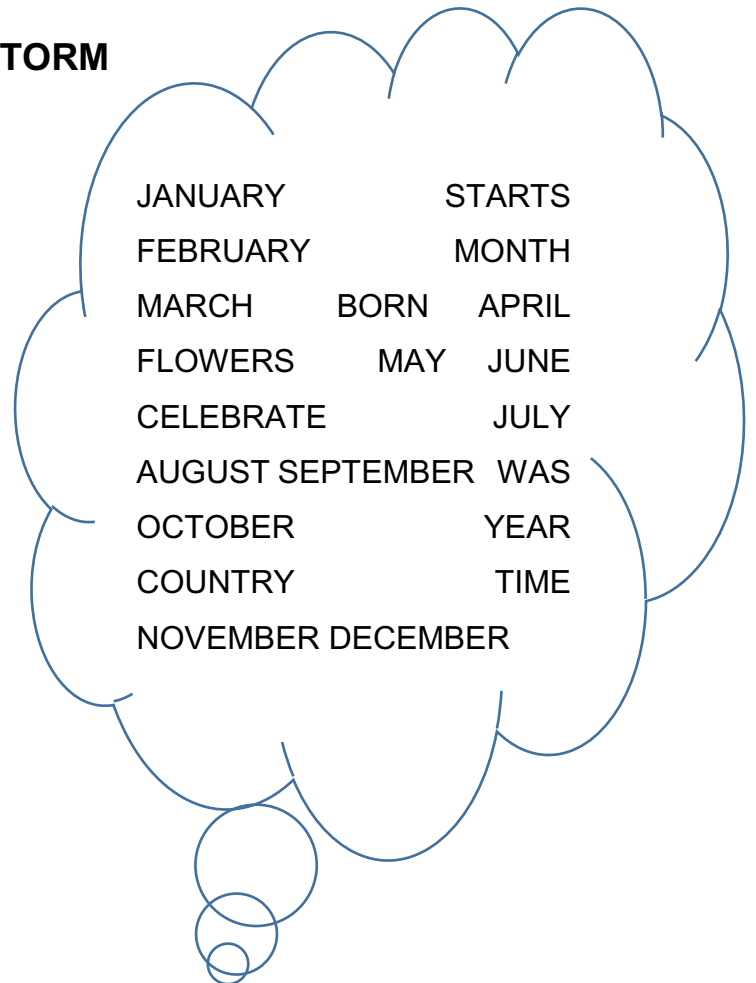 TORM
JANUARY STARTS
FEBRUARY MONTH
MARCH BORN APRIL
FLOWERS MAY JUNE
CELEBRATE JULY
AUGUST SEPTEMBER WAS
OCTOBER YEAR
COUNTRY TIME
NOVEMBER DECEMBER